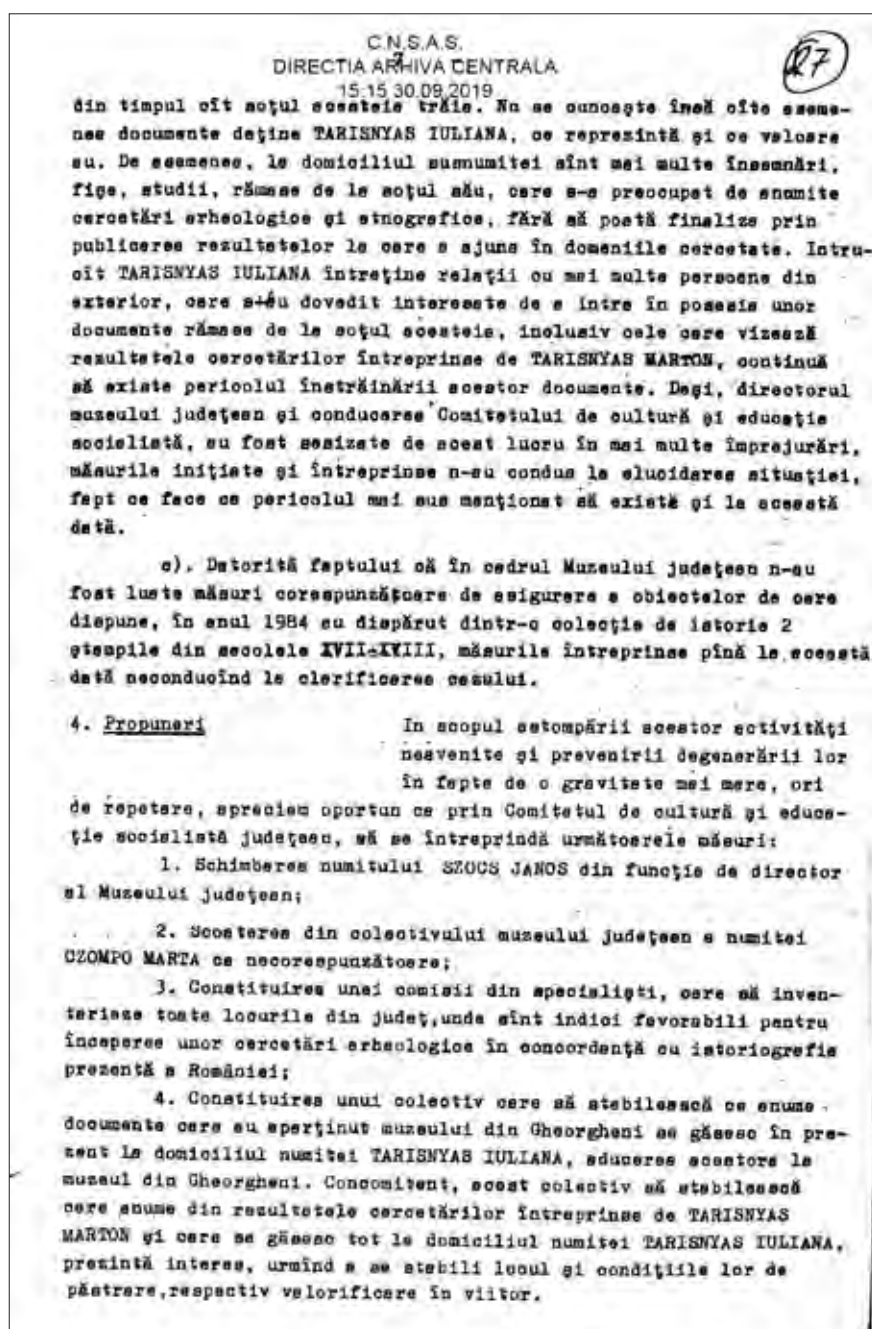 C.N.S.A.S.
DIRECTIA ARHIVA CENTRALA
15:15 30.09.2019
27
din timpul cît soţul acesteia trăia. Nu se cunoaşte însă cîte aseme-
nea documente deţine TARISNYAS IULIANA, ce reprezintă şi ce valoare
au. De asemenea, la domiciliul susnumitei sînt mai multe însemnări,
fişe, studii, rămase de la soţul său, care s-a preocupat de anumite
cercetări arheologice şi etnografice, fără să poată finaliza prin
publicarea rezultatelor la care a ajuns în domeniile cercetate. Intru-
cît TARISNYAS IULIANA întreţine relaţii cu mai multe persoane din
exterior, care s-au dovedit interesate de a intra în posesia unor
documente rămase de la soţul acesteia, inclusiv cele care vizează
rezultatele cercetărilor întreprinse de TARISNYAS MARTON, continuă
să existe pericolul înstrăinării acestor documente. Deşi, directorul
muzeului judeţean şi conducerea Comitetului de cultură şi educaţie
socialistă, au fost sesizate de acest lucru în mai multe împrejurări,
măsurile iniţiate şi întreprinse n-au condus la elucidarea situaţiei,
fapt ce face ca pericolul mai sus menţionat să există şi la această
dată.
c). Datorită faptului că în cadrul Muzeului judeţean n-au
fost luate măsuri corespunzătoare de asigurare a obiectelor de care
dispune, în anul 1984 au dispărut dintr-o colecţie de istorie 2
ştampile din secolele XVII-XVIII, măsurile întreprinse pînă la această
dată neconducînd la clarificarea cazului.
4. Propuneri In scopul estompării acestor activităţi
neavenite şi prevenirii degenerării lor
în fapte de o gravitate mai mare, ori
de repetare, apreciem oportun ca prin Comitetul de cultură şi educa-
ţie socialistă judeţean, să se întreprindă următoarele măsuri:
1. Schimbarea numitului SZOCS JANOS din funcţia de director
al Muzeului judeţean;
2. Scoaterea din colectivului muzeului judeţean a numitei
CZOMPO MARTA ca necorespunzătoare;
3. Constituirea unei comisii din specialişti, care să inven-
tarieze toate locurile din judeţ,unde sînt indici favorabili pentru
începerea unor cercetări arheologice în concordanţă cu istoriografia
prezentă a României;
4. Constituirea unui colectiv care să stabilească ce anume
documente care au aparţinut muzeului din Gheorgheni se găsesc în pre-
zent la domiciliul numitei TARISNYAS IULIANA, aducerea acestora la
muzeul din Gheorgheni. Concomitent, acest colectiv să stabilească
care anume din rezultatele cercetărilor întreprinse de TARISNYAS
MARTON şi care se găsesc tot la domiciliul numitei TARISNYAS IULIANA,
prezintă interes, urmînd a se stabili locul şi condiţiile lor de
păstrare,respectiv valorificare în viitor.